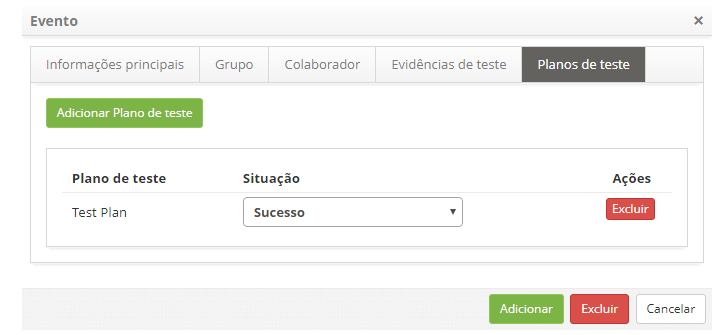 Evento ×
Informações principais Grupo Colaborador Evidências de teste Planos de teste
Adicionar Plano de teste
Plano de teste Situação Ações
Test Plan Sucesso Excluir
Adicionar Excluir Cancelar